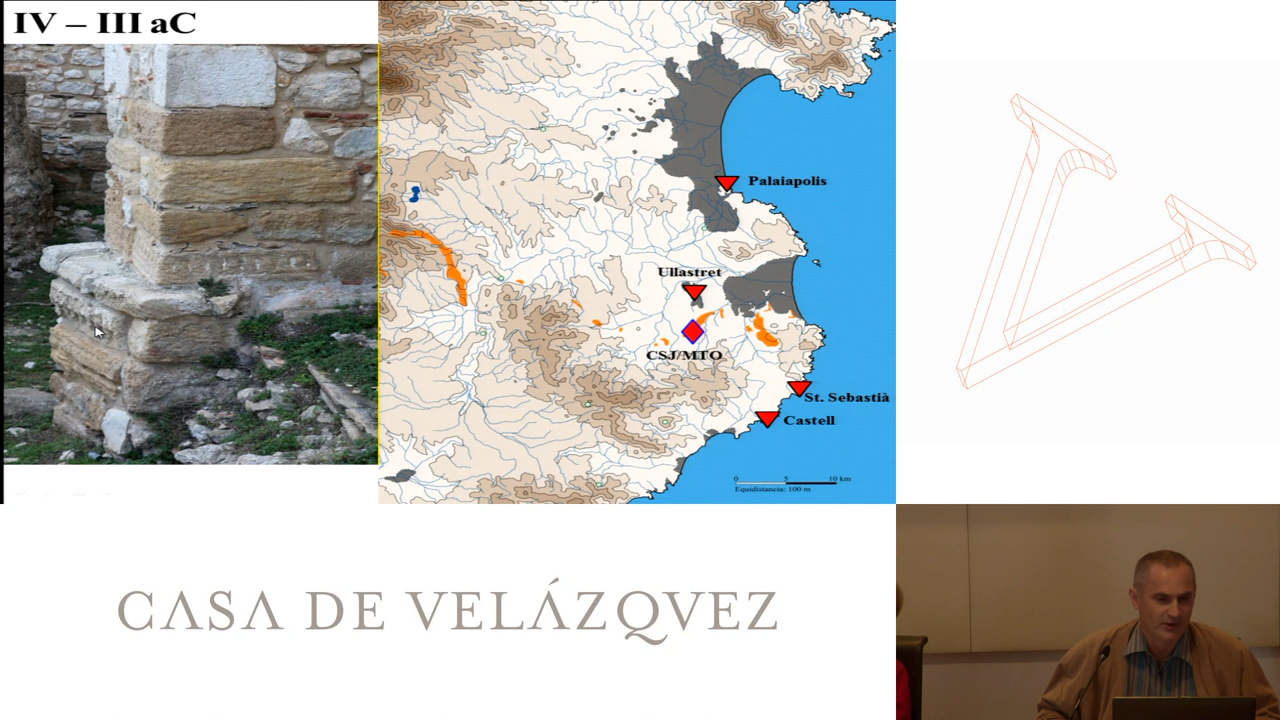 IV – III aC
Palaiapolis
Ullastret
CSJ/MTO
St. Sebastià
Castell
0 5 10 km
Equidistancia: 100 m
CASA DE VELÁZQVEZ